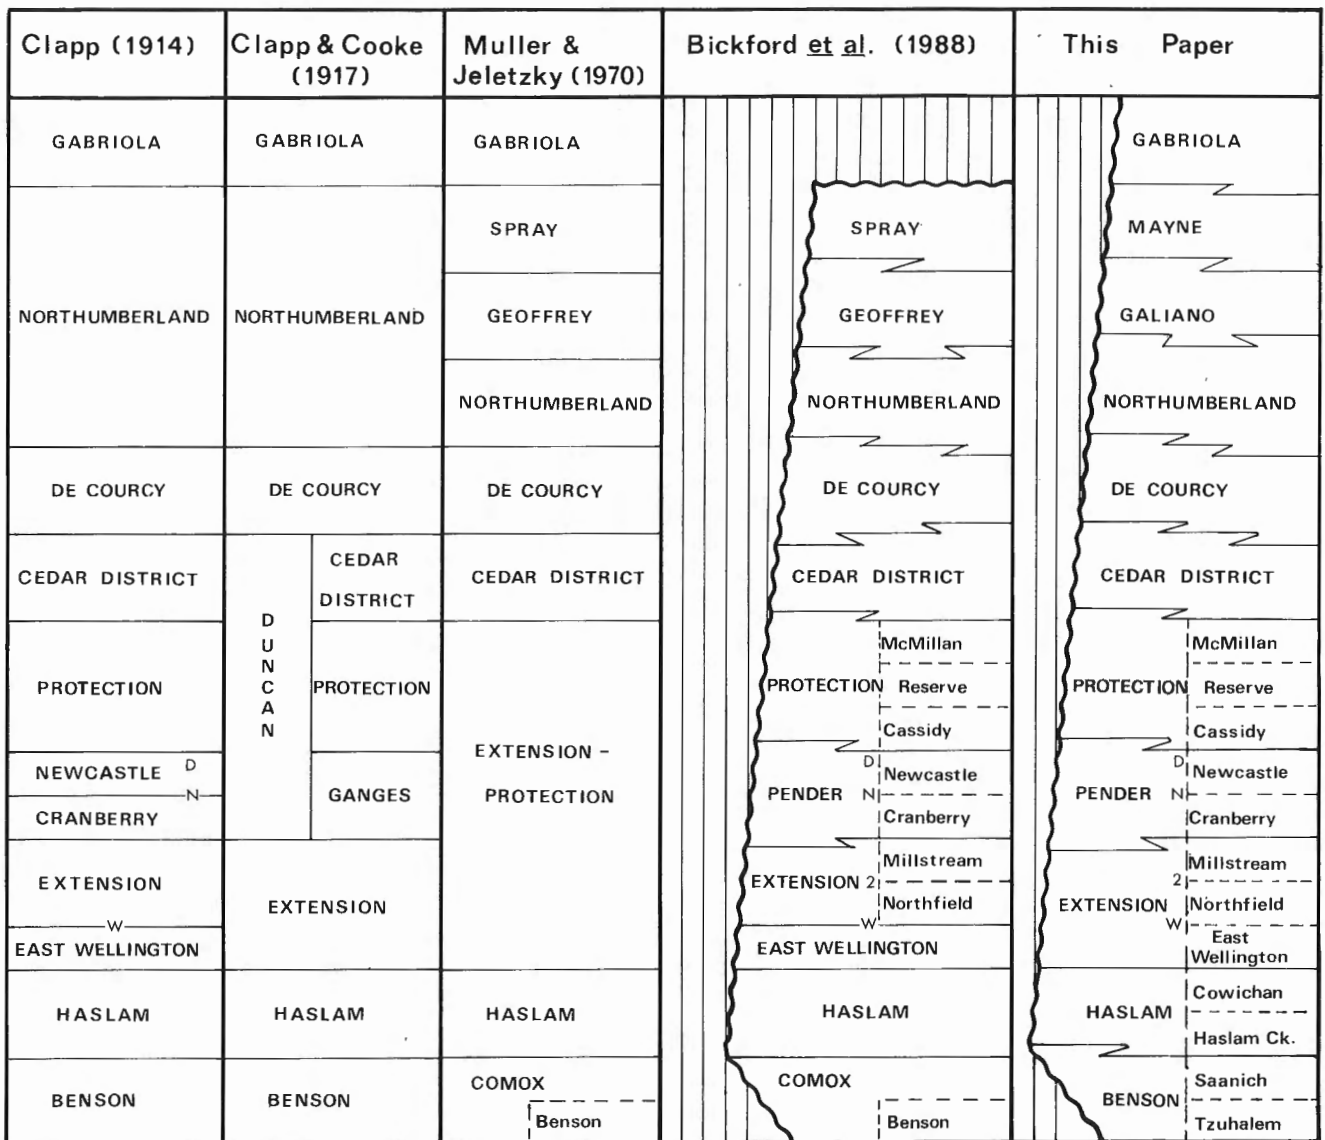 Clapp (1914)
Clapp & Cooke
(1917)
Muller &
Jeletzky (1970)
Bickford et al. (1988)
This Paper
GABRIOLA
NORTHUMBERLAND
DE COURCY
CEDAR DISTRICT
PROTECTION
NEWCASTLE D
N
CRANBERRY
EXTENSION
W
EAST WELLINGTON
HASLAM
BENSON
GABRIOLA
NORTHUMBERLAND
DE COURCY
DUNCAN
CEDAR
DISTRICT
PROTECTION
GANGES
EXTENSION
HASLAM
BENSON
GABRIOLA
SPRAY
GEOFFREY
NORTHUMBERLAND
DE COURCY
CEDAR DISTRICT
EXTENSION -
PROTECTION
HASLAM
COMOX
Benson
SPRAY
GEOFFREY
NORTHUMBERLAND
DE COURCY
CEDAR DISTRICT
McMillan
PROTECTION Reserve
Cassidy
D
Newcastle
PENDER N
Cranberry
Millstream
EXTENSION 2
Northfield
W
EAST WELLINGTON
HASLAM
COMOX
Benson
GABRIOLA
MAYNE
GALIANO
NORTHUMBERLAND
DE COURCY
CEDAR DISTRICT
McMillan
PROTECTION Reserve
Cassidy
D
Newcastle
PENDER N
Cranberry
Millstream
2
EXTENSION Northfield
W
East
Wellington
Cowichan
HASLAM
Haslam Ck.
Saanich
BENSON
Tzuhalem